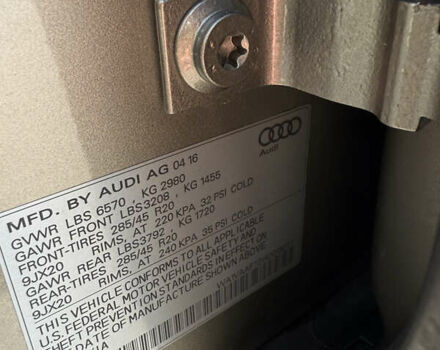 MFD. BY AUDI AG 04 16
Audi
GVWR LBS 6570 , KG 2980
GAWR FRONT LBS3208 , KG 1455
FRONT-TIRES 285/45 R20
9JX20 RIMS, AT 220 KPA 32 PSI COLD
GAWR REAR LBS3792 , KG 1720
REAR-TIRES 285/45 R20
9JX20 RIMS, AT 240 KPA 35 PSI COLD
THIS VEHICLE CONFORMS TO ALL APPLICABLE
U.S. FEDERAL MOTOR VEHICLE SAFETY AND
THEFT PREVENTION STANDARDS IN EFFECT ON
DATE OF MANUFACTURE SHOWN ABOVE.